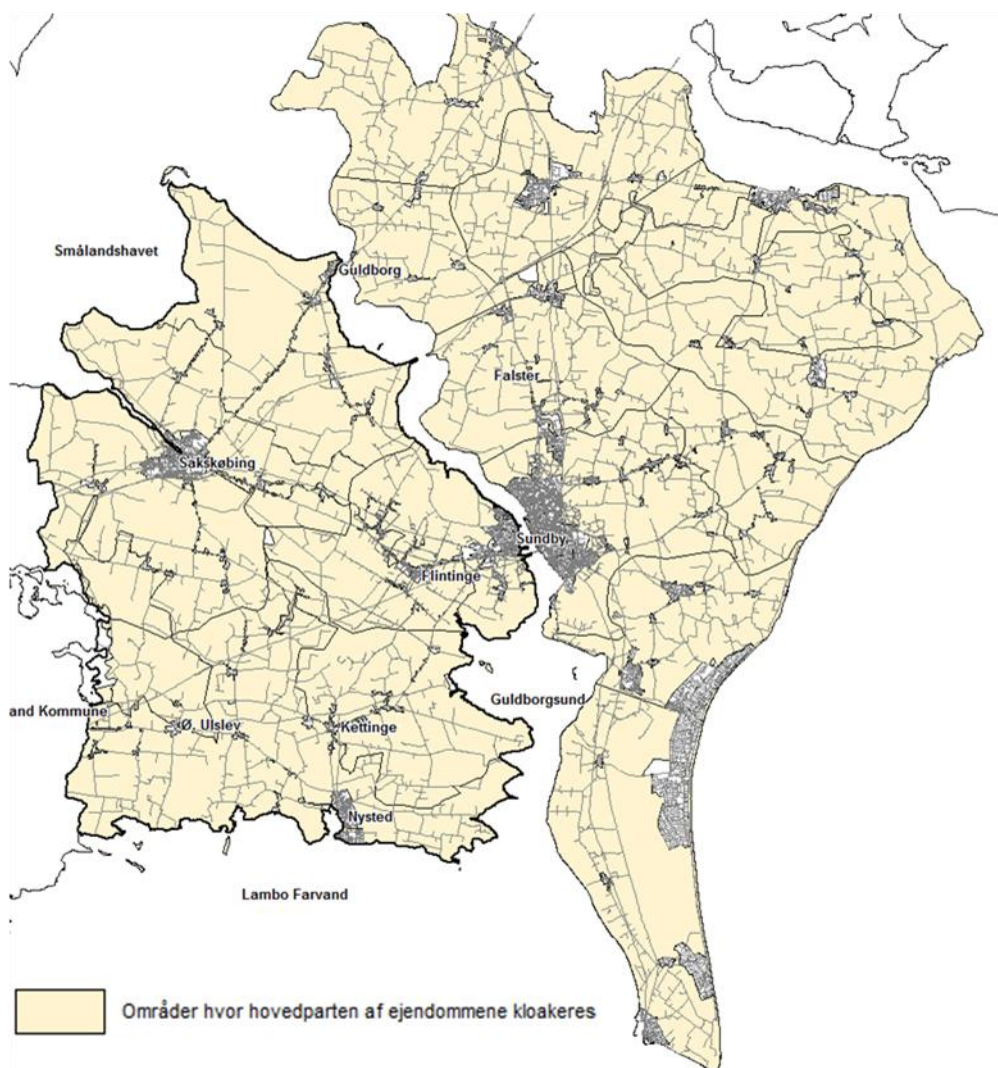 Smålandshavet
Guldborg
Falster
Sakskøbing
Sundby
Flintinge
Guldborgsund
and Kommune
Ø. Ulslev
Kettinge
Nysted
Lambo Farvand
Områder hvor hovedparten af ejendommene kloakeres